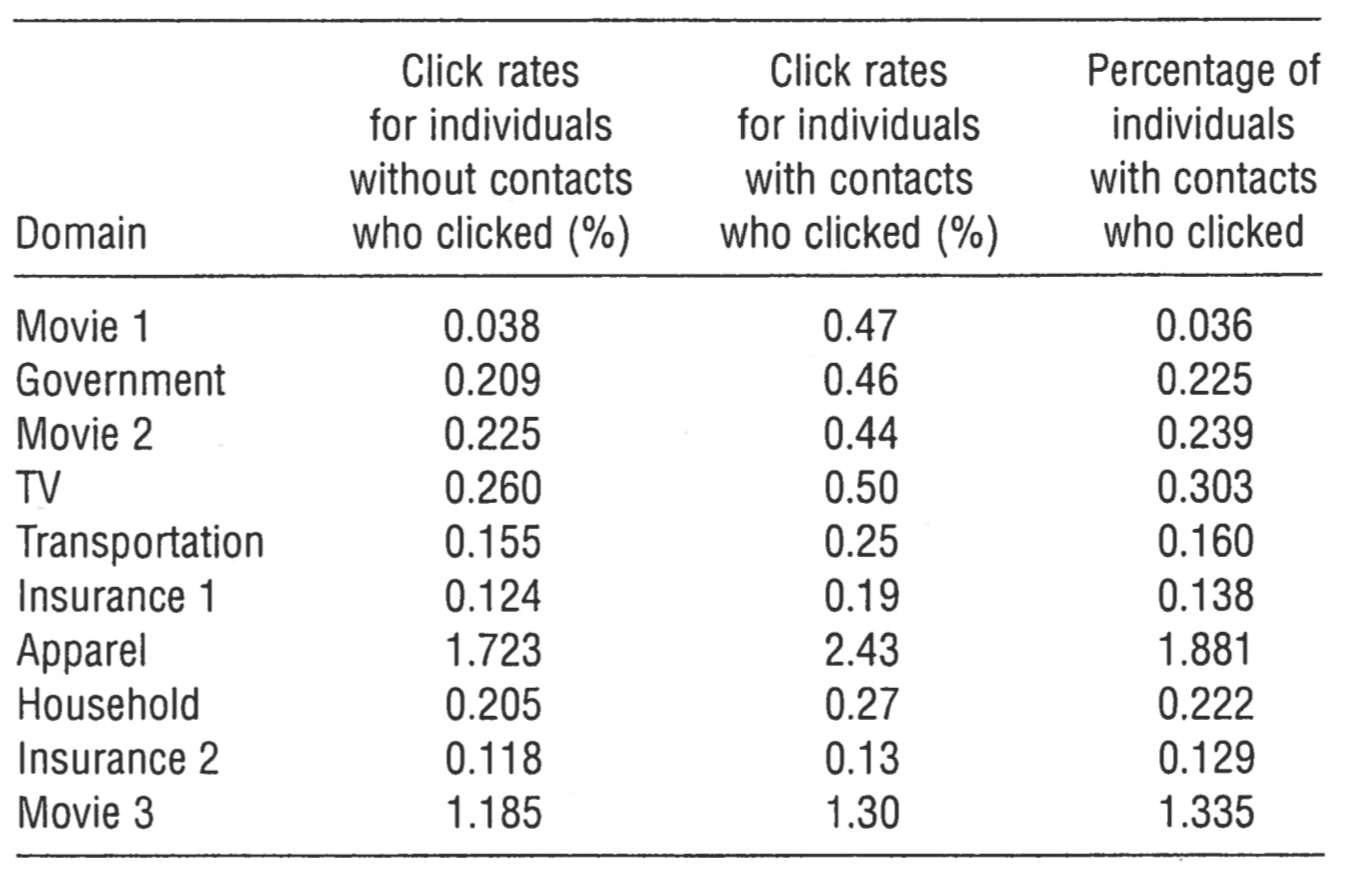 Click rates Click rates Percentage of
for individuals for individuals individuals
without contacts with contacts with contacts
Domain who clicked (%) who clicked (%) who clicked
Movie 1 0.038 0.47 0.036
Government 0.209 0.46 0.225
Movie 2 0.225 0.44 0.239
TV 0.260 0.50 0.303
Transportation 0.155 0.25 0.160
Insurance 1 0.124 0.19 0.138
Apparel 1.723 2.43 1.881
Household 0.205 0.27 0.222
Insurance 2 0.118 0.13 0.129
Movie 3 1.185 1.30 1.335